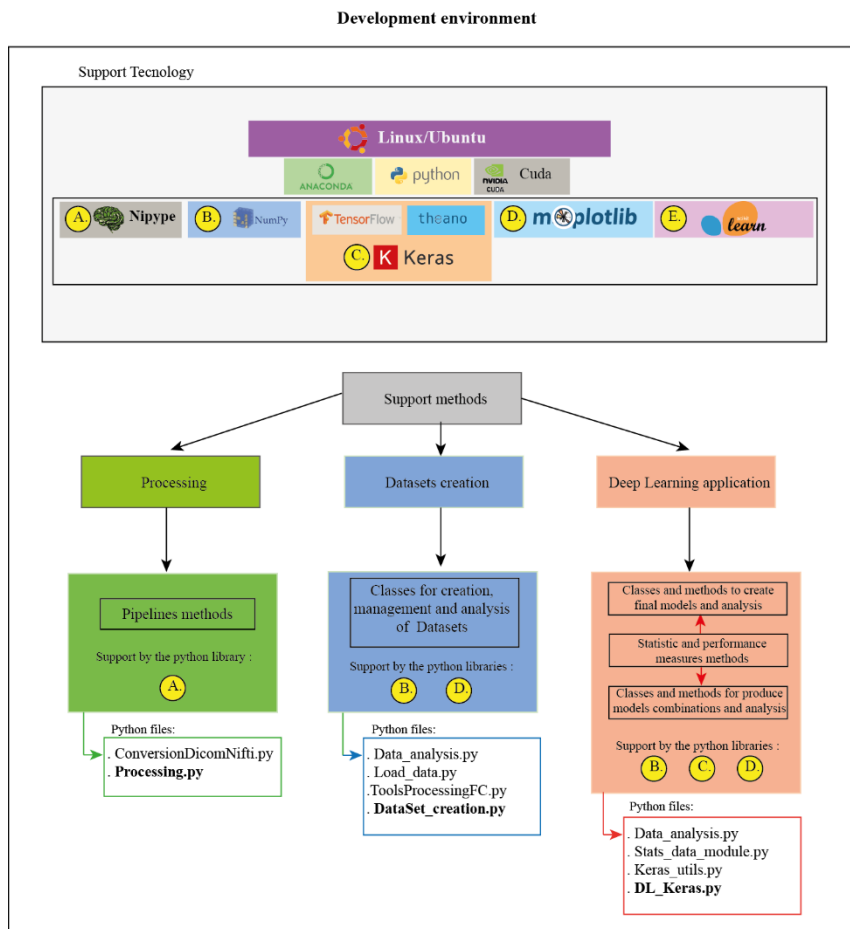 Development environment
Support Tecnology
Linux/Ubuntu
ANACONDA
python
NVIDIA CUDA
Cuda
A. Nipype
B. NumPy
TensorFlow
theano
C. K Keras
D. matplotlib
E. learn
Support methods
Processing
Datasets creation
Deep Learning application
Pipelines methods
Support by the python library :
A.
Python files:
. ConversionDicomNifti.py
. Processing.py
Classes for creation,
management and analysis
of Datasets
Support by the python libraries :
B. D.
Python files:
. Data_analysis.py
. Load_data.py
.ToolsProcessingFC.py
. DataSet_creation.py
Classes and methods to create
final models and analysis
Statistic and performance
measures methods
Classes and methods for produce
models combinations and analysis
Support by the python libraries :
B. C. D.
Python files:
. Data_analysis.py
. Stats_data_module.py
. Keras_utils.py
. DL_Keras.py